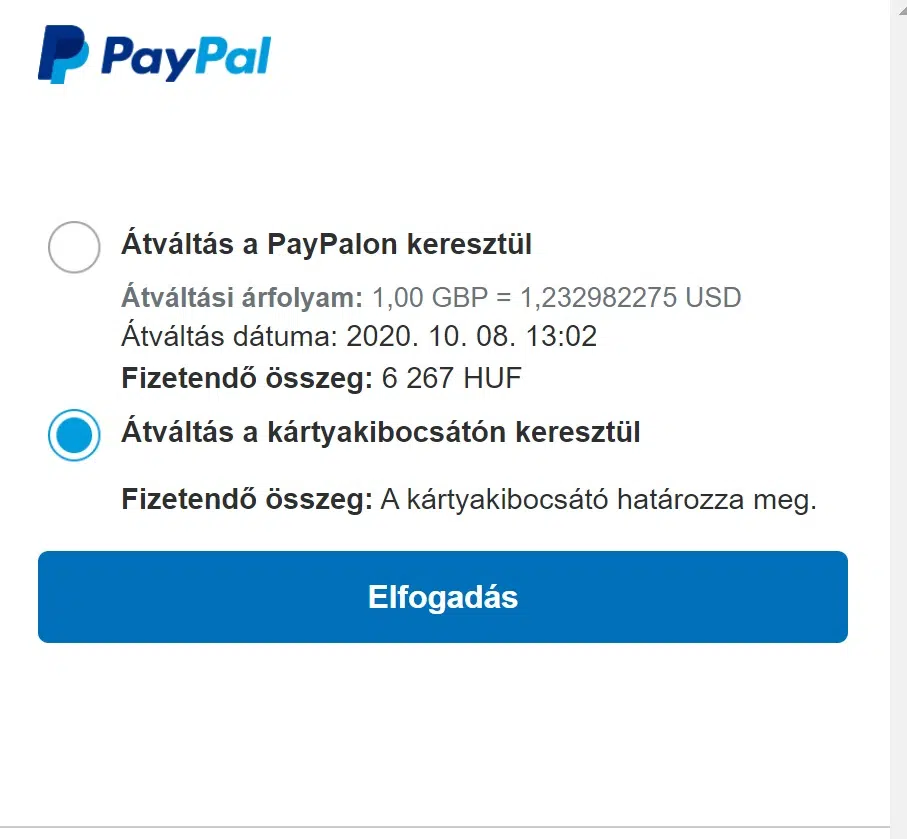 PayPal
Átváltás a PayPalon keresztül
Átváltási árfolyam: 1,00 GBP = 1,232982275 USD
Átváltás dátuma: 2020. 10. 08. 13:02
Fizetendő összeg: 6 267 HUF
Átváltás a kártyakibocsátón keresztül
Fizetendő összeg: A kártyakibocsátó határozza meg.
Elfogadás